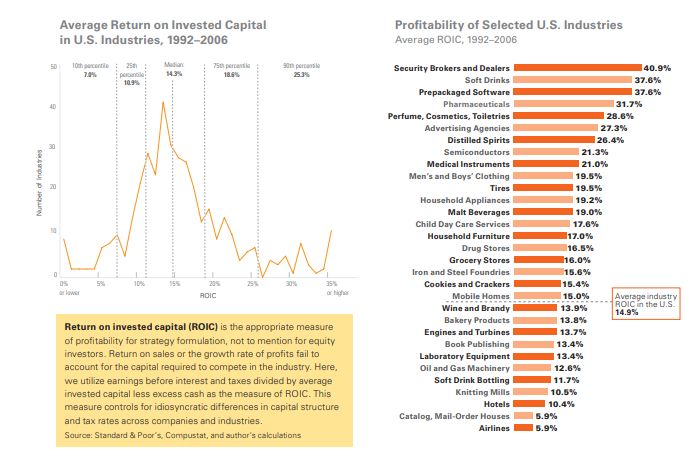 Average Return on Invested Capital
in U.S. Industries, 1992–2006
10th percentile
7.0%
25th
percentile
10.9%
Median:
14.3%
75th percentile
18.6%
90th percentile
25.3%
50
40
30
20
10
0
Number of Industries
0%
or lower
5%
10%
15%
20%
25%
30%
35%
or higher
ROIC
Return on invested capital (ROIC) is the appropriate measure
of profitability for strategy formulation, not to mention for equity
investors. Return on sales or the growth rate of profits fail to
account for the capital required to compete in the industry. Here,
we utilize earnings before interest and taxes divided by average
invested capital less excess cash as the measure of ROIC. This
measure controls for idiosyncratic differences in capital structure
and tax rates across companies and industries.
Source: Standard & Poor's, Compustat, and author's calculations
Profitability of Selected U.S. Industries
Average ROIC, 1992–2006
Security Brokers and Dealers 40.9%
Soft Drinks 37.6%
Prepackaged Software 37.6%
Pharmaceuticals 31.7%
Perfume, Cosmetics, Toiletries 28.6%
Advertising Agencies 27.3%
Distilled Spirits 26.4%
Semiconductors 21.3%
Medical Instruments 21.0%
Men's and Boys' Clothing 19.5%
Tires 19.5%
Household Appliances 19.2%
Malt Beverages 19.0%
Child Day Care Services 17.6%
Household Furniture 17.0%
Drug Stores 16.5%
Grocery Stores 16.0%
Iron and Steel Foundries 15.6%
Cookies and Crackers 15.4%
Mobile Homes 15.0%
Wine and Brandy 13.9%
Bakery Products 13.8%
Engines and Turbines 13.7%
Book Publishing 13.4%
Laboratory Equipment 13.4%
Oil and Gas Machinery 12.6%
Soft Drink Bottling 11.7%
Knitting Mills 10.5%
Hotels 10.4%
Catalog, Mail-Order Houses 5.9%
Airlines 5.9%
Average industry
ROIC in the U.S.
14.9%